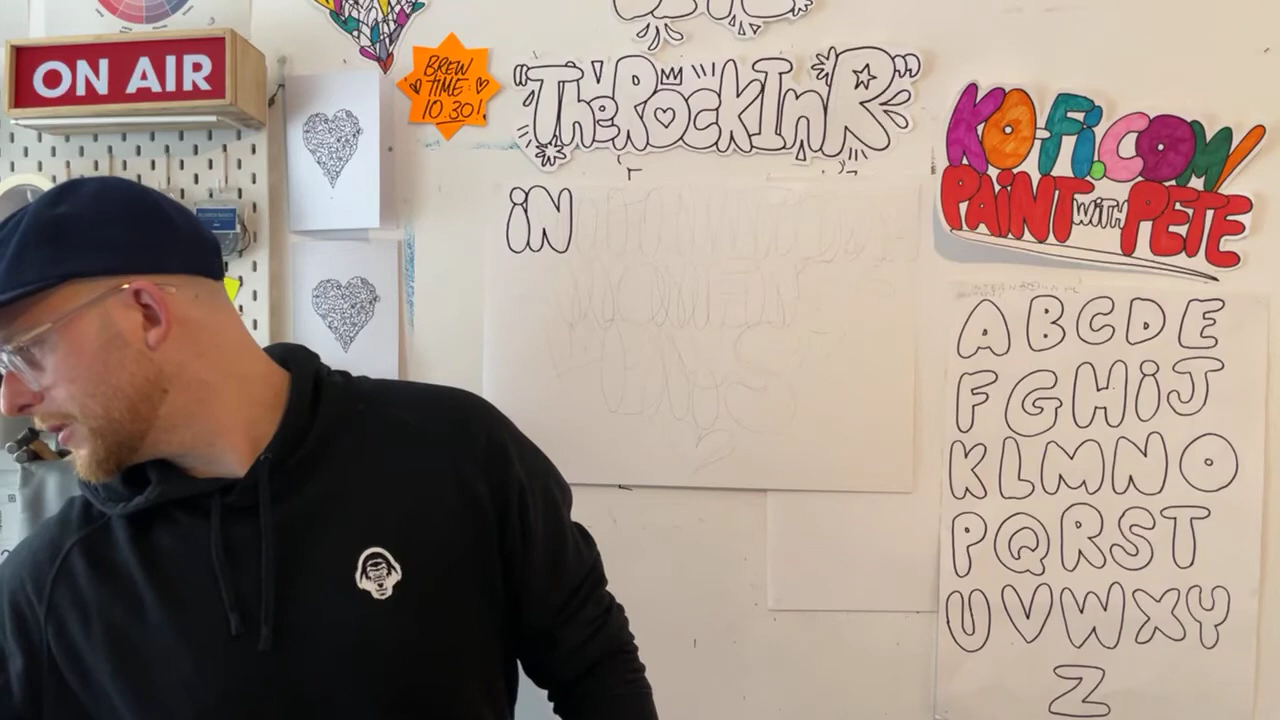 ON AIR
BREW
TIME:
10.30!
"TheRockInR"
KO-Fi.COM/
PAiNT WiTH PETE
iN
A B C D E
F G H i J
K L M N O
P Q R S T
U V W X Y
Z